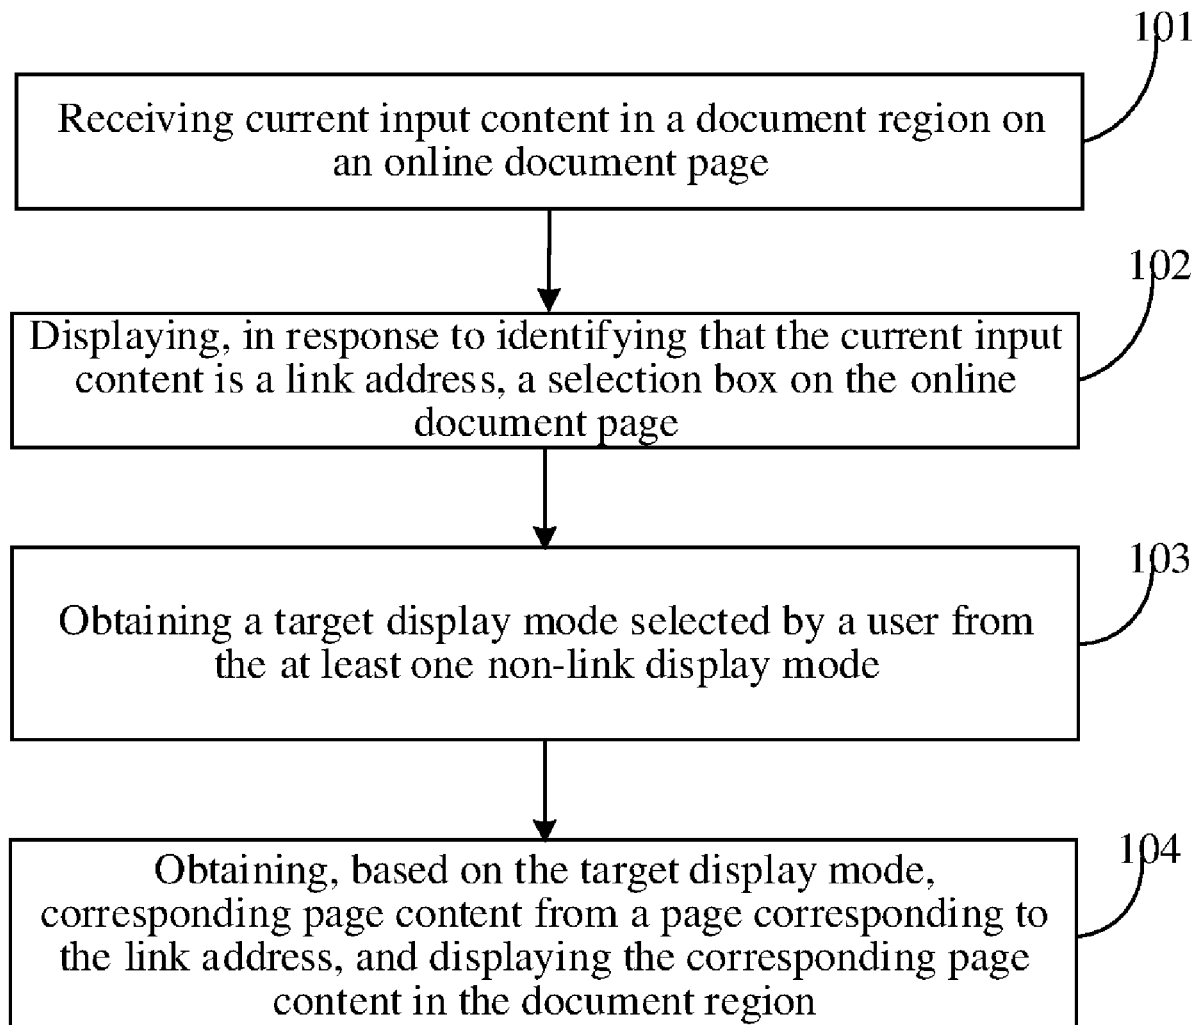 101
Receiving current input content in a document region on
an online document page
102
Displaying, in response to identifying that the current input
content is a link address, a selection box on the online
document page
103
Obtaining a target display mode selected by a user from
the at least one non-link display mode
104
Obtaining, based on the target display mode,
corresponding page content from a page corresponding to
the link address, and displaying the corresponding page
content in the document region